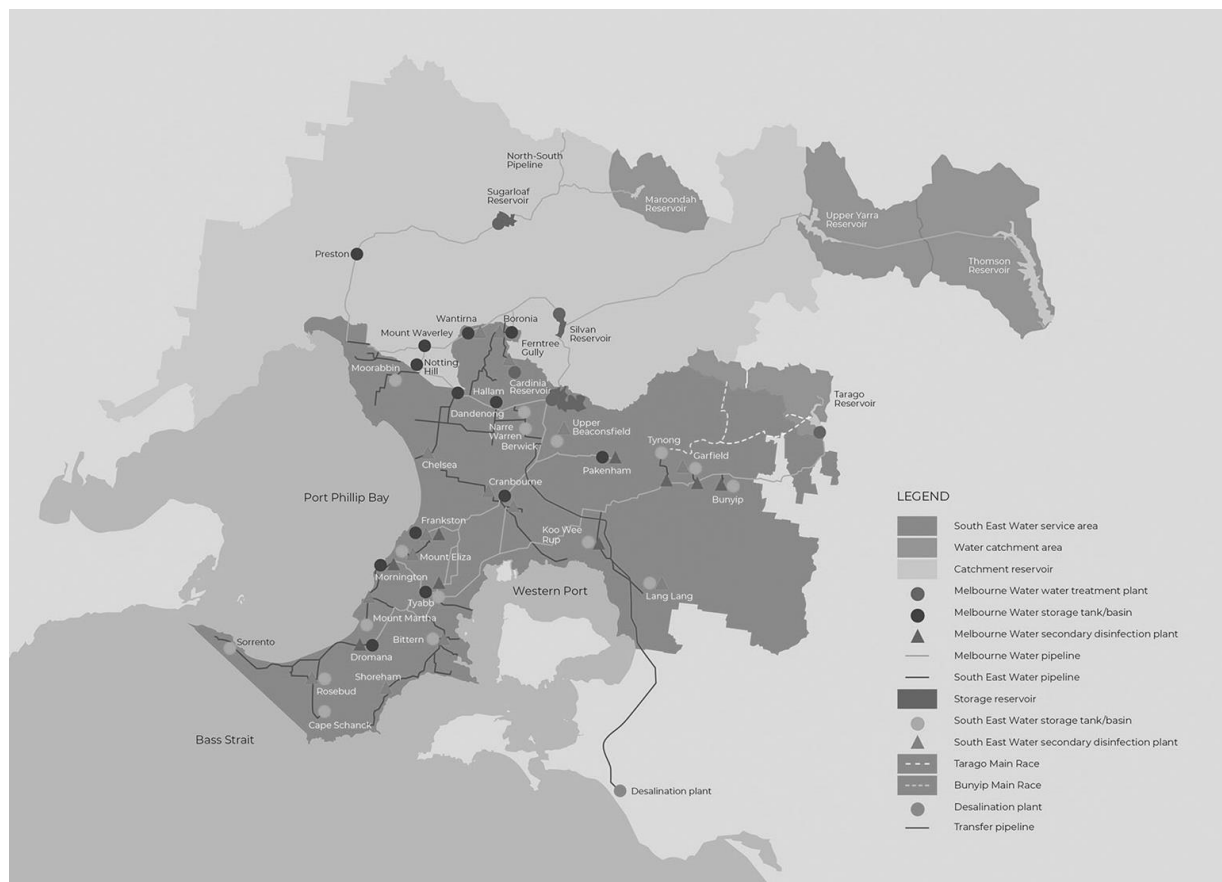 North-South
Pipeline
Sugarloaf
Reservoir
Maroondah
Reservoir
Upper Yarra
Reservoir
Preston
Thomson
Reservoir
Wantirna
Boronia
Mount Waverley
Silvan
Reservoir
Ferntree
Gully
Notting
Hill
Moorabbin
Cardinia
Reservoir
Hallam
Tarago
Reservoir
Dandenong
Narre
Warren
Upper
Beaconsfield
Berwick
Tynong
Garfield
Chelsea
Pakenham
Cranbourne
Bunyip
Port Phillip Bay
Frankston
Koo Wee
Rup
Mount Eliza
Mornington
Western Port
Lang Lang
Tyabb
Mount Martha
Sorrento
Bittern
Dromana
Shoreham
Rosebud
Cape Schanck
Bass Strait
Desalination plant
LEGEND
South East Water service area
Water catchment area
Catchment reservoir
Melbourne Water water treatment plant
Melbourne Water storage tank/basin
Melbourne Water secondary disinfection plant
Melbourne Water pipeline
South East Water pipeline
Storage reservoir
South East Water storage tank/basin
South East Water secondary disinfection plant
Tarago Main Race
Bunyip Main Race
Desalination plant
Transfer pipeline